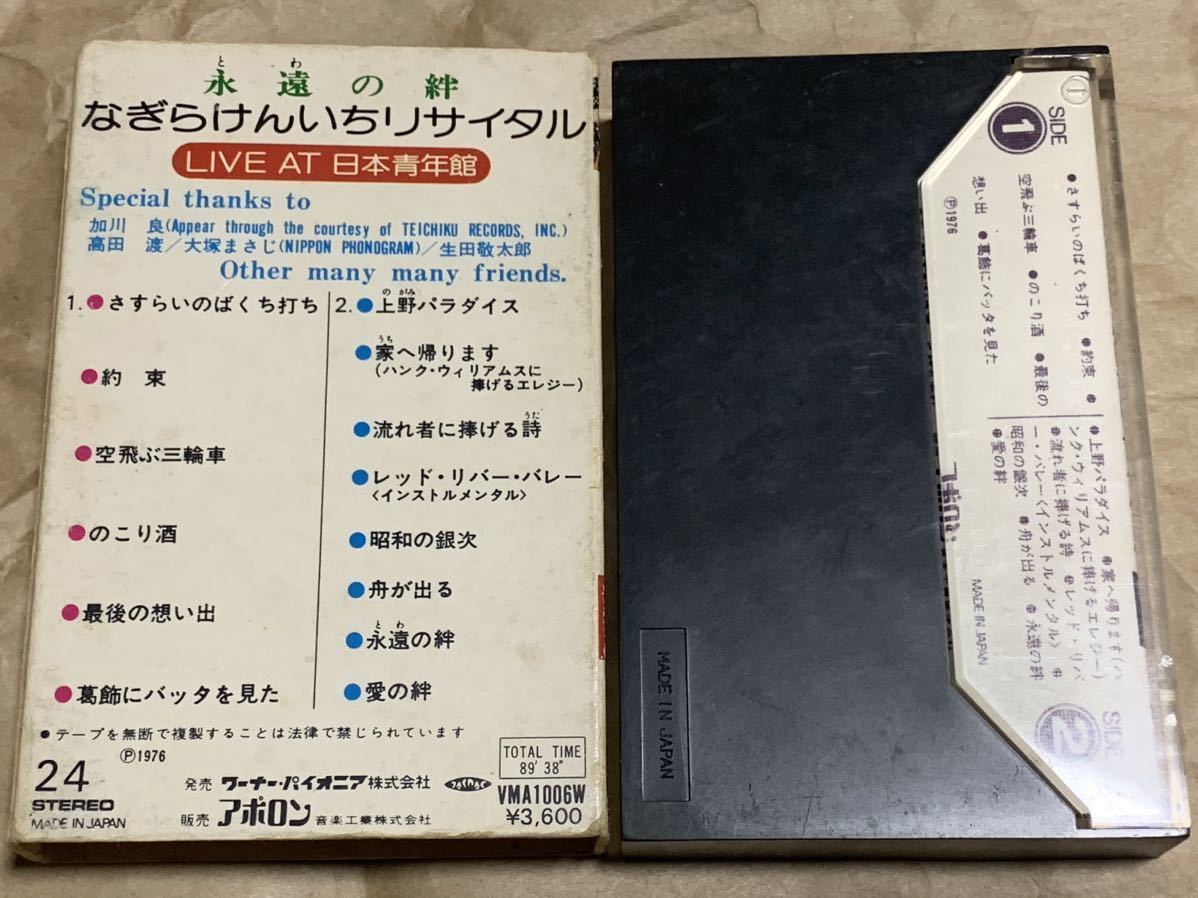 とわ
永遠の絆
なぎらけんいちリサイタル
LIVE AT 日本青年館
Special thanks to
加川 良(Appear through the courtesy of TEICHIKU RECORDS, INC.)
高田 渡/大塚まさじ(NIPPON PHONOGRAM)/生田敬太郎
Other many many friends.
1.●さすらいのばくち打ち
●約 束
●空飛ぶ三輪車
●のこり酒
●最後の想い出
●葛飾にバッタを見た
のがみ
2.●上野パラダイス
うち
●家へ帰ります
(ハンク・ウィリアムスに
捧げるエレジー)
うた
●流れ者に捧げる詩
●レッド・リバー・バレー
<インストルメンタル>
●昭和の銀次
●舟が出る
とわ
●永遠の絆
●愛の絆
●テープを無断で複製することは法律で禁じられています
Ⓟ1976
24
STEREO
MADE IN JAPAN
発売 ワーナー・パイオニア株式会社
販売 アポロン 音楽工業株式会社
TOTAL TIME
89' 38"
VMA1006W
¥3,600
SIDE
1
●さすらいのばくち打ち ●約束 ●
空飛ぶ三輪車 ●のこり酒 ●最後の
想い出 ●葛飾にバッタを見た
Ⓟ1976
SIDE
2
●上野パラダイス ●家へ帰ります(ハ
ンク・ウィリアムスに捧げるエレジー)
●流れ者に捧げる詩 ●レッド・リバ
ー・バレー<インストルメンタル> ●
昭和の銀次 ●舟が出る ●永遠の絆
●愛の絆
MADE IN JAPAN
MADE IN JAPAN